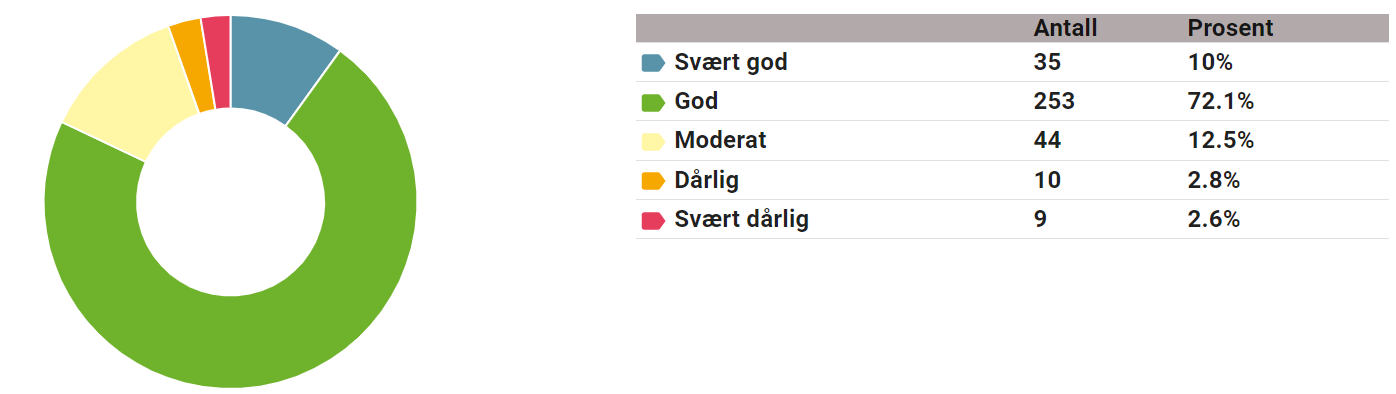 Antall Prosent
Svært god 35 10%
God 253 72.1%
Moderat 44 12.5%
Dårlig 10 2.8%
Svært dårlig 9 2.6%